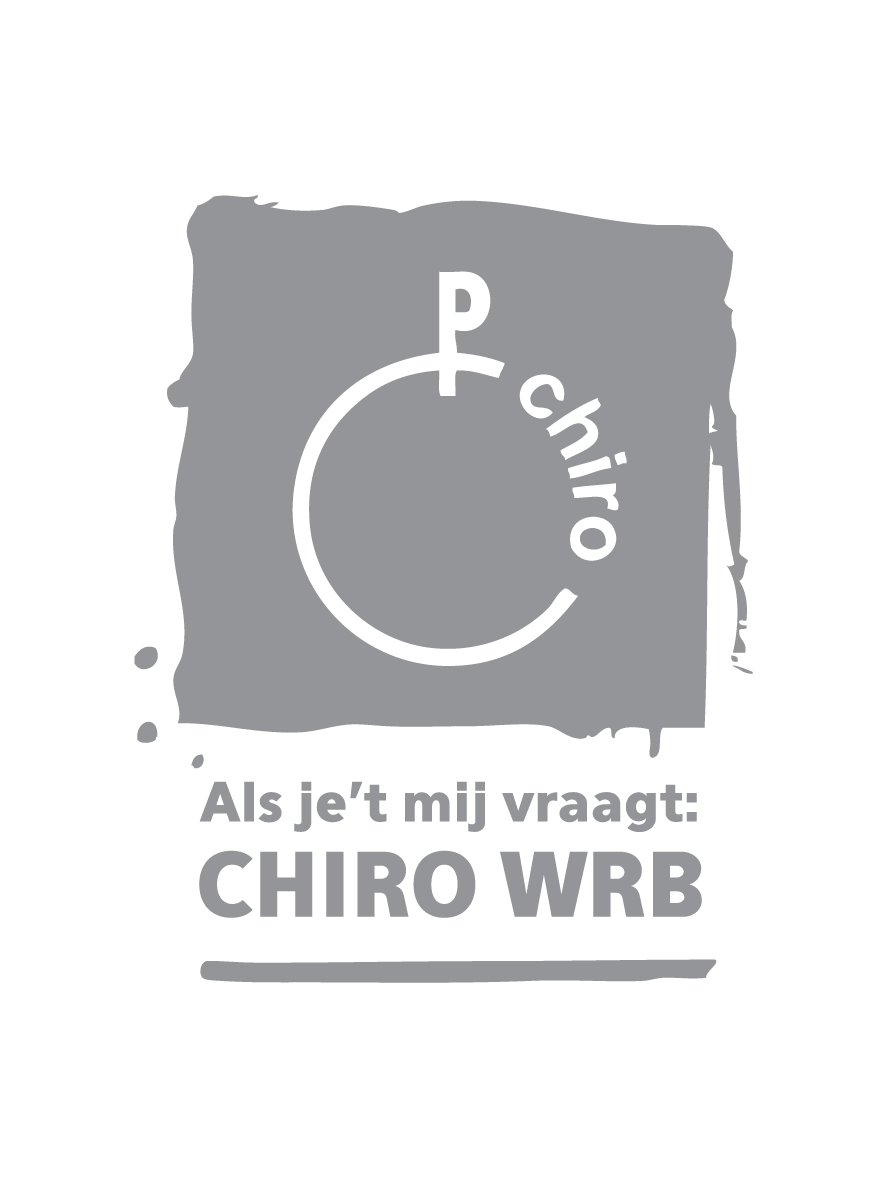 P
chiro
Als je't mij vraagt:
CHIRO WRB